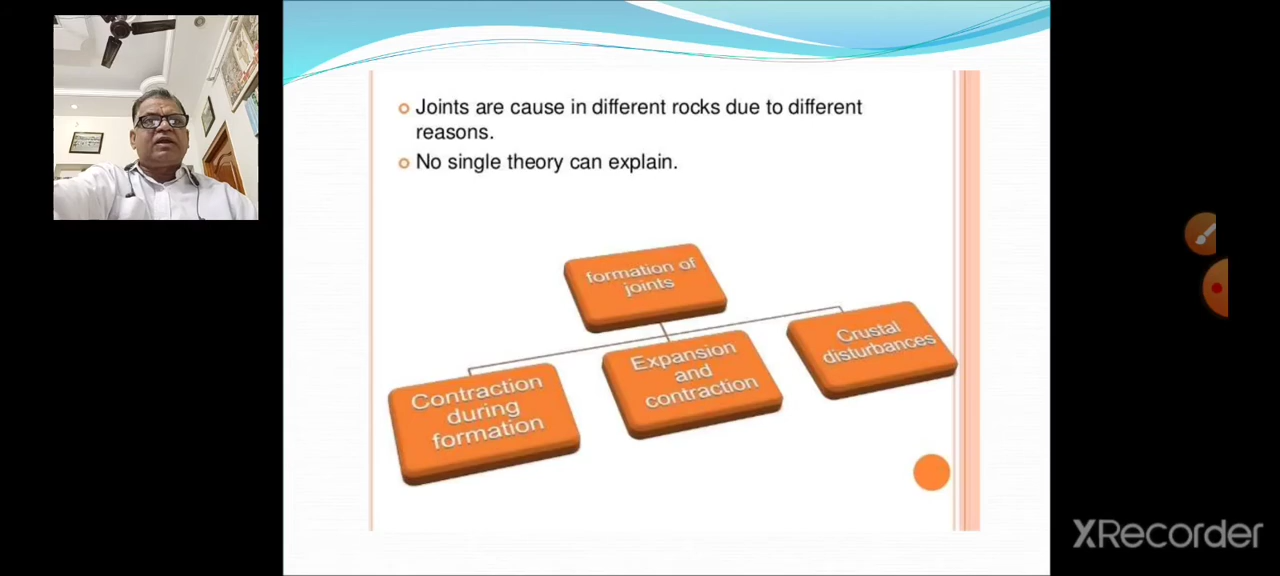 Joints are cause in different rocks due to different
reasons.
No single theory can explain.
formation of
joints
Contraction
during
formation
Expansion
and
contraction
Crustal
disturbances
XRecorder